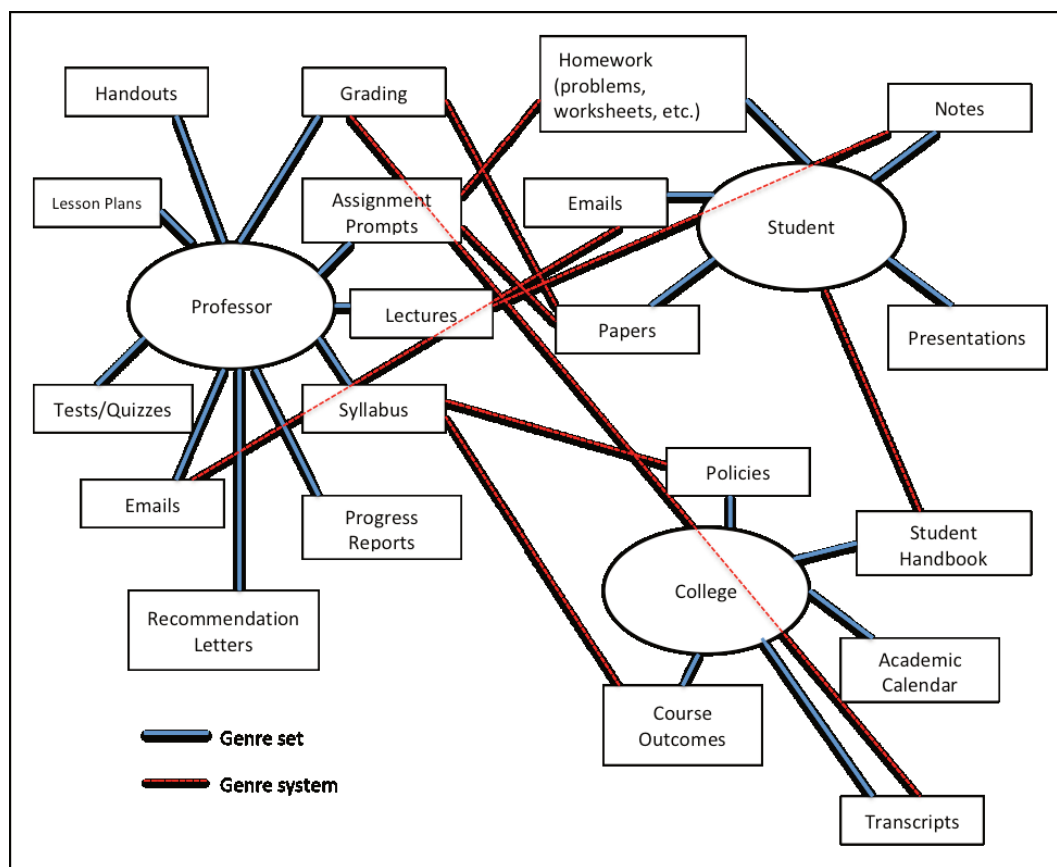 Handouts
Grading
Homework
(problems,
worksheets, etc.)
Notes
Lesson Plans
Assignment
Prompts
Emails
Student
Professor
Lectures
Papers
Presentations
Tests/Quizzes
Syllabus
Policies
Emails
Progress
Reports
Student
Handbook
College
Recommendation
Letters
Academic
Calendar
Course
Outcomes
Genre set
Genre system
Transcripts